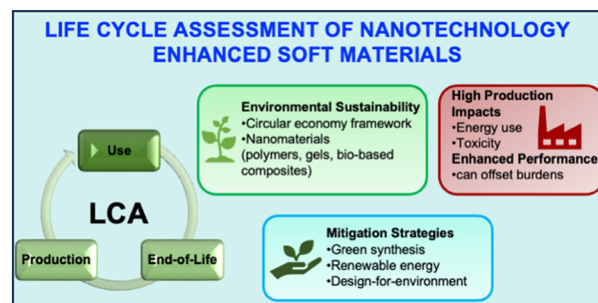 LIFE CYCLE ASSESSMENT OF NANOTECHNOLOGY
ENHANCED SOFT MATERIALS
Use
LCA
Production
End-of-Life
Environmental Sustainability
•Circular economy framework
•Nanomaterials
(polymers, gels, bio-based
composites)
High Production
Impacts
•Energy use
•Toxicity
Enhanced Performance
•can offset burdens
Mitigation Strategies
•Green synthesis
•Renewable energy
•Design-for-environment